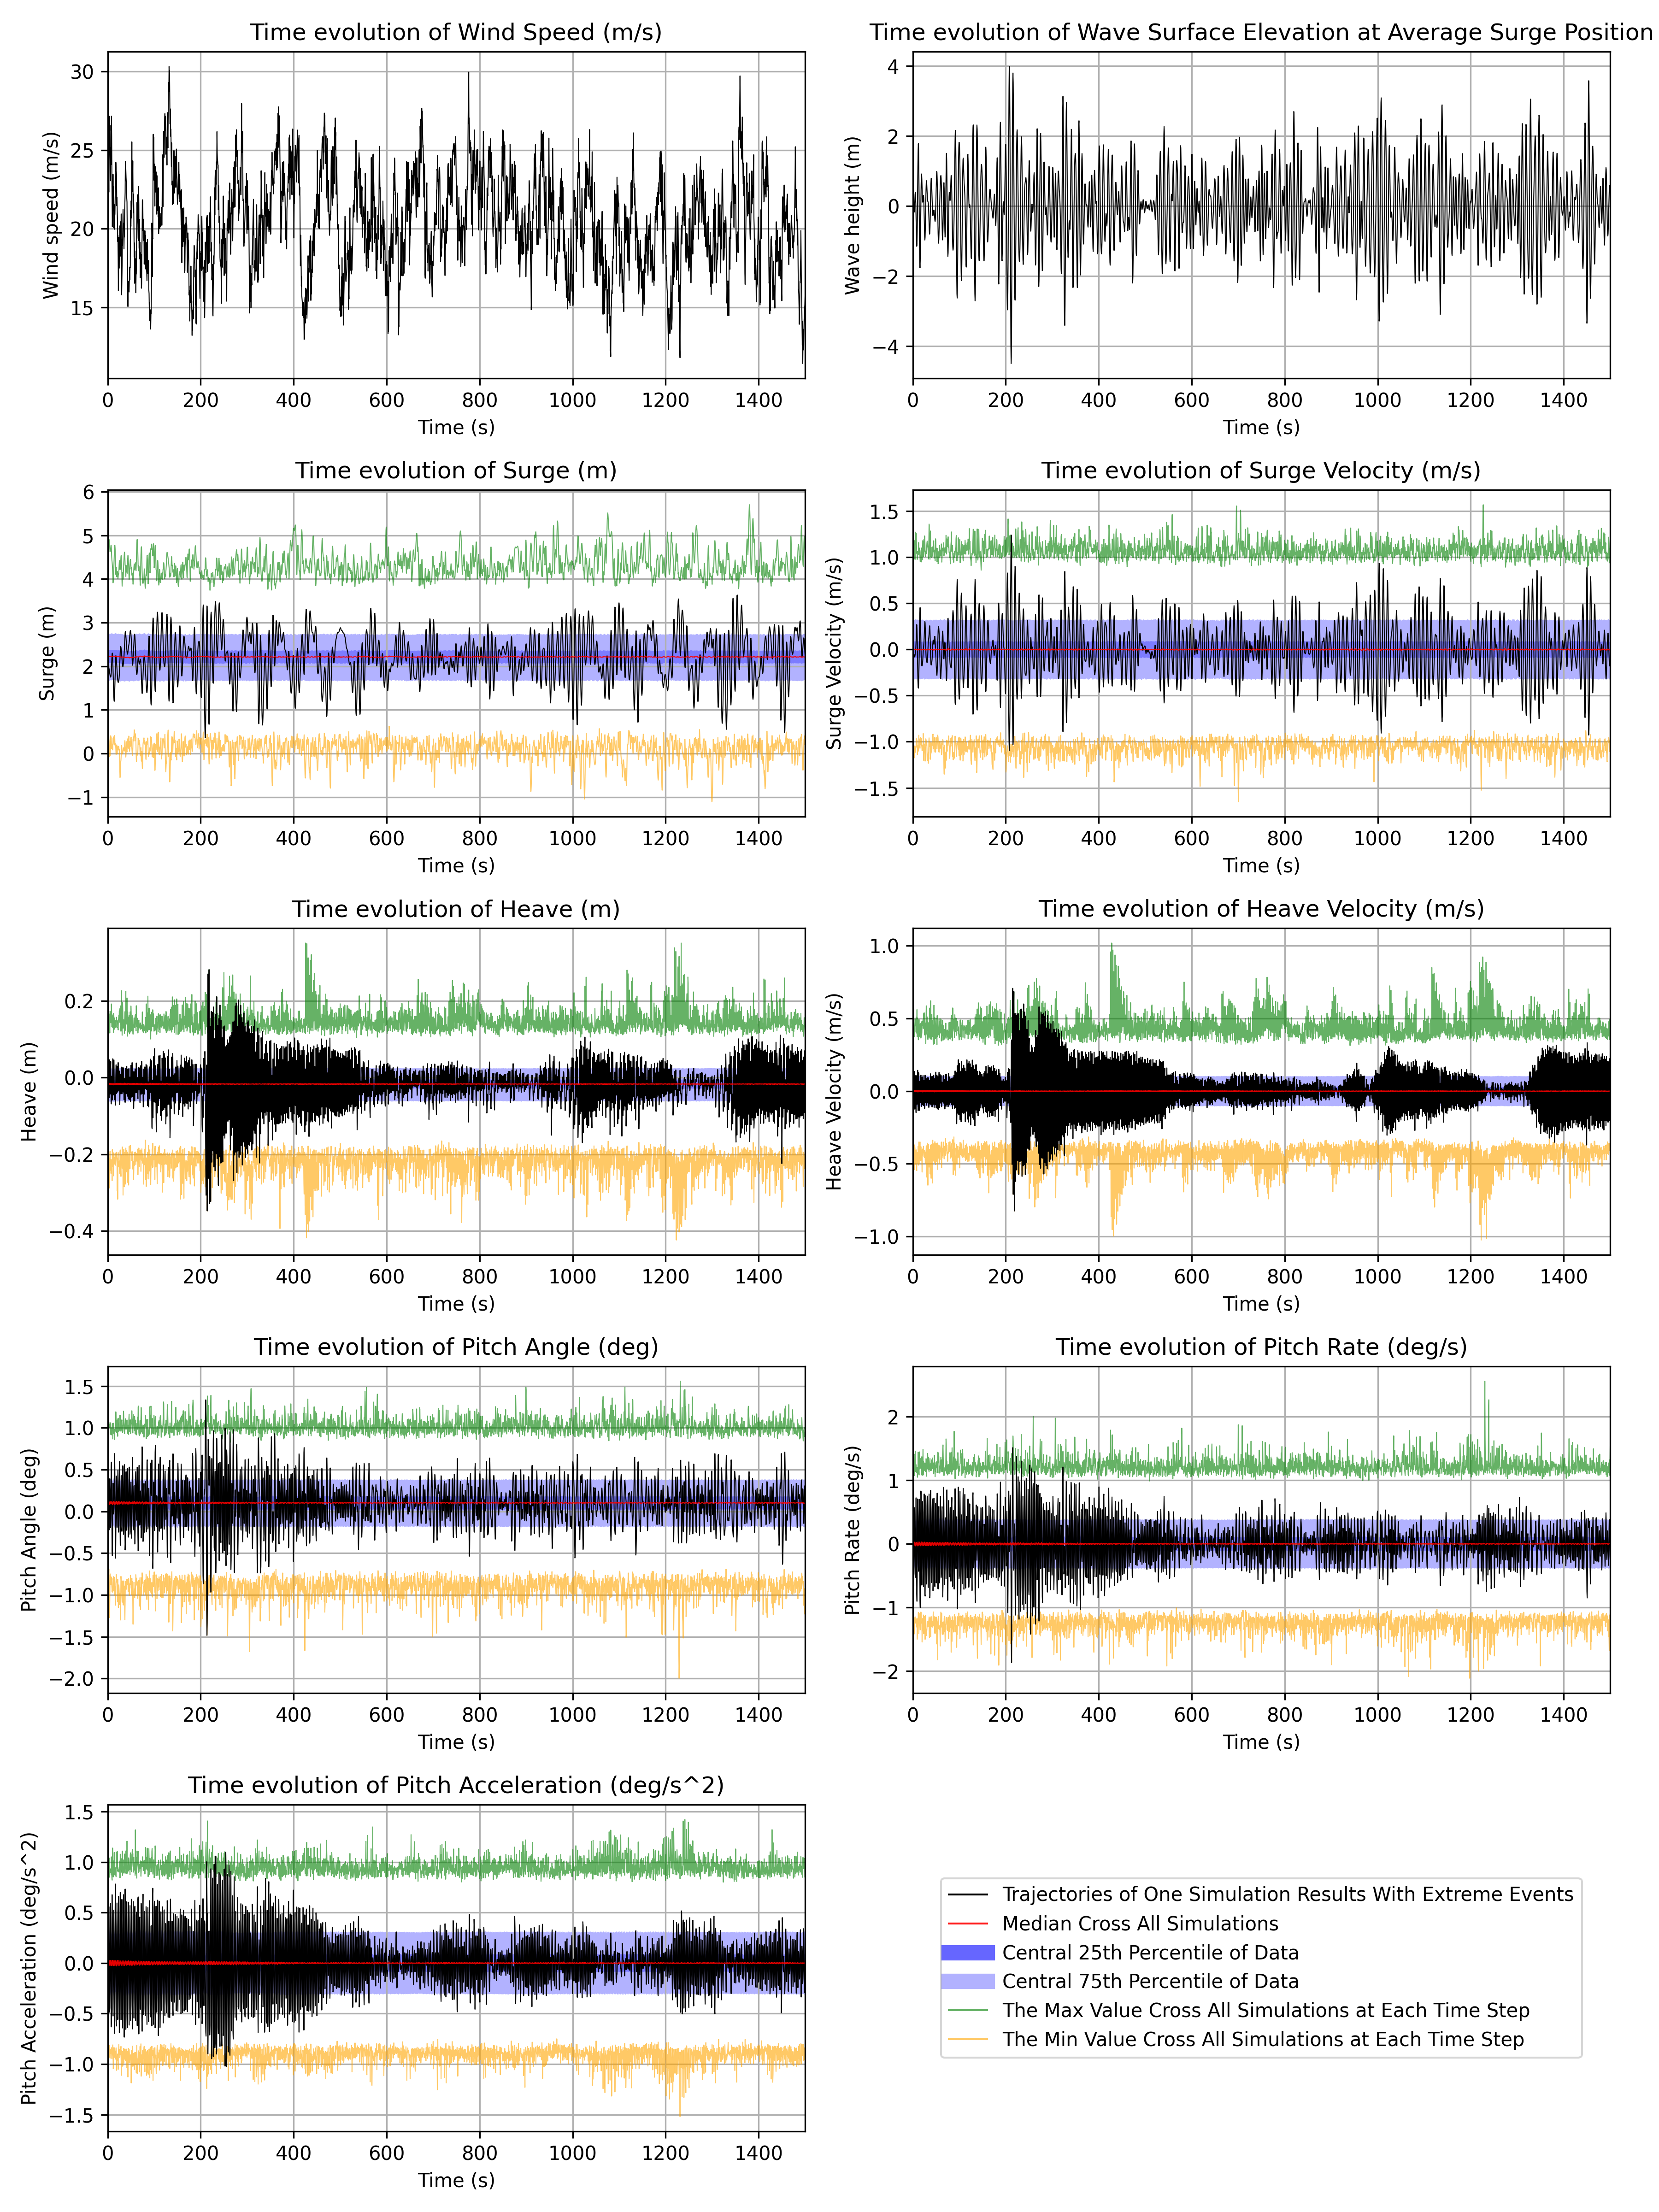 Time evolution of Wind Speed (m/s)
Wind speed (m/s)
30
25
20
15
0 200 400 600 800 1000 1200 1400
Time (s)
Time evolution of Wave Surface Elevation at Average Surge Position
Wave height (m)
4
2
0
−2
−4
0 200 400 600 800 1000 1200 1400
Time (s)
Time evolution of Surge (m)
Surge (m)
6
5
4
3
2
1
0
−1
0 200 400 600 800 1000 1200 1400
Time (s)
Time evolution of Surge Velocity (m/s)
Surge Velocity (m/s)
1.5
1.0
0.5
0.0
−0.5
−1.0
−1.5
0 200 400 600 800 1000 1200 1400
Time (s)
Time evolution of Heave (m)
Heave (m)
0.2
0.0
−0.2
−0.4
0 200 400 600 800 1000 1200 1400
Time (s)
Time evolution of Heave Velocity (m/s)
Heave Velocity (m/s)
1.0
0.5
0.0
−0.5
−1.0
0 200 400 600 800 1000 1200 1400
Time (s)
Time evolution of Pitch Angle (deg)
Pitch Angle (deg)
1.5
1.0
0.5
0.0
−0.5
−1.0
−1.5
−2.0
0 200 400 600 800 1000 1200 1400
Time (s)
Time evolution of Pitch Rate (deg/s)
Pitch Rate (deg/s)
2
1
0
−1
−2
0 200 400 600 800 1000 1200 1400
Time (s)
Time evolution of Pitch Acceleration (deg/s^2)
Pitch Acceleration (deg/s^2)
1.5
1.0
0.5
0.0
−0.5
−1.0
−1.5
0 200 400 600 800 1000 1200 1400
Time (s)
Trajectories of One Simulation Results With Extreme Events
Median Cross All Simulations
Central 25th Percentile of Data
Central 75th Percentile of Data
The Max Value Cross All Simulations at Each Time Step
The Min Value Cross All Simulations at Each Time Step